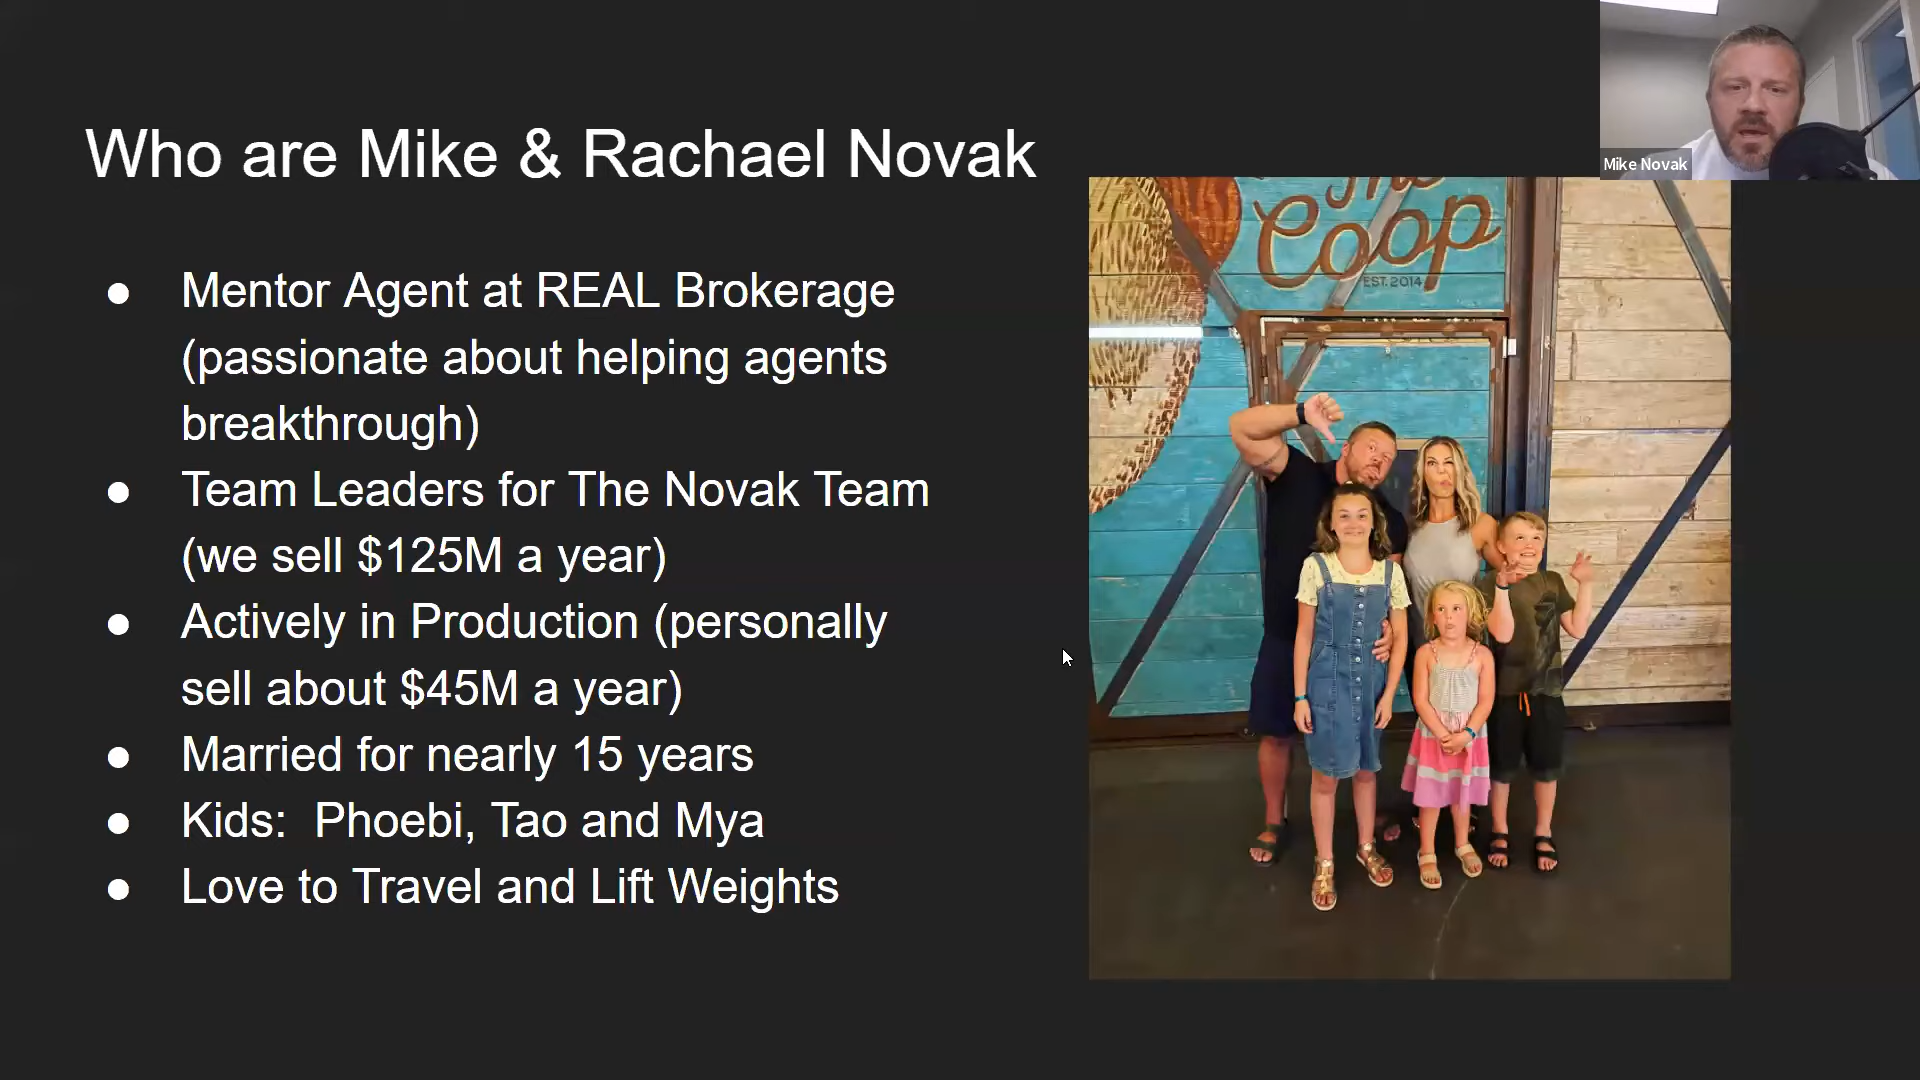 Who are Mike & Rachael Novak
● Mentor Agent at REAL Brokerage
(passionate about helping agents
breakthrough)
● Team Leaders for The Novak Team
(we sell $125M a year)
● Actively in Production (personally
sell about $45M a year)
● Married for nearly 15 years
● Kids:  Phoebi, Tao and Mya
● Love to Travel and Lift Weights
Mike Novak
The
Coop
EST. 2014